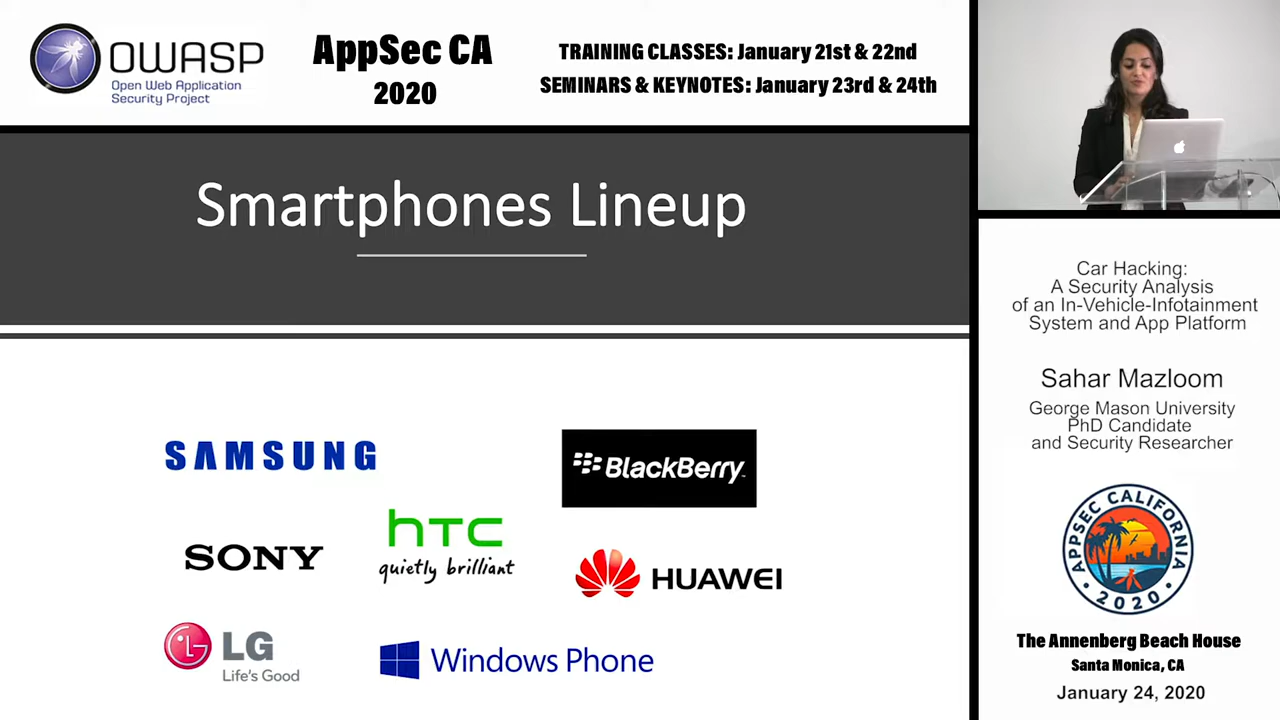 OWASP
Open Web Application
Security Project
AppSec CA
2020
TRAINING CLASSES: January 21st & 22nd
SEMINARS & KEYNOTES: January 23rd & 24th
Smartphones Lineup
SAMSUNG
BlackBerry
SONY
hTC
quietly brilliant
HUAWEI
LG
Life's Good
Windows Phone
Car Hacking:
A Security Analysis
of an In-Vehicle-Infotainment
System and App Platform
Sahar Mazloom
George Mason University
PhD Candidate
and Security Researcher
APPSEC CALIFORNIA
• 2020 •
The Annenberg Beach House
Santa Monica, CA
January 24, 2020